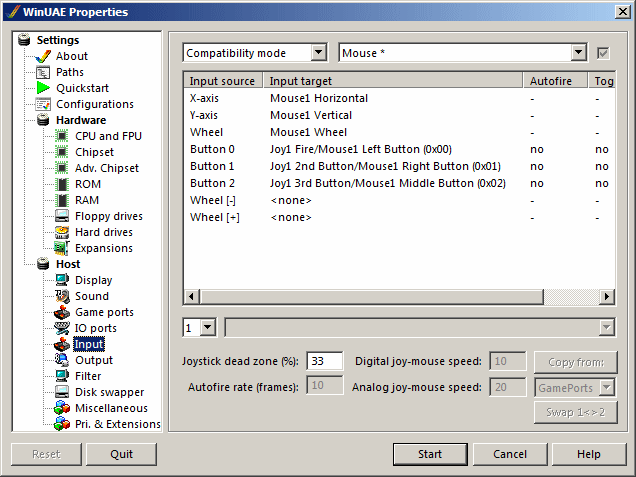 WinUAE Properties
Settings
About
Paths
Quickstart
Configurations
Hardware
CPU and FPU
Chipset
Adv. Chipset
ROM
RAM
Floppy drives
Hard drives
Expansions
Host
Display
Sound
Game ports
IO ports
Input
Output
Filter
Disk swapper
Miscellaneous
Pri. & Extensions
Compatibility mode Mouse *
Input source Input target Autofire Tog
X-axis Mouse1 Horizontal - -
Y-axis Mouse1 Vertical - -
Wheel Mouse1 Wheel - -
Button 0 Joy1 Fire/Mouse1 Left Button (0x00) no no
Button 1 Joy1 2nd Button/Mouse1 Right Button (0x01) no no
Button 2 Joy1 3rd Button/Mouse1 Middle Button (0x02) no no
Wheel [-] <none> - -
Wheel [+] <none> - -
1
Joystick dead zone (%): 33 Digital joy-mouse speed: 10 Copy from:
Autofire rate (frames): 10 Analog joy-mouse speed: 20 GamePorts
Swap 1<>2
Reset Quit Start Cancel Help